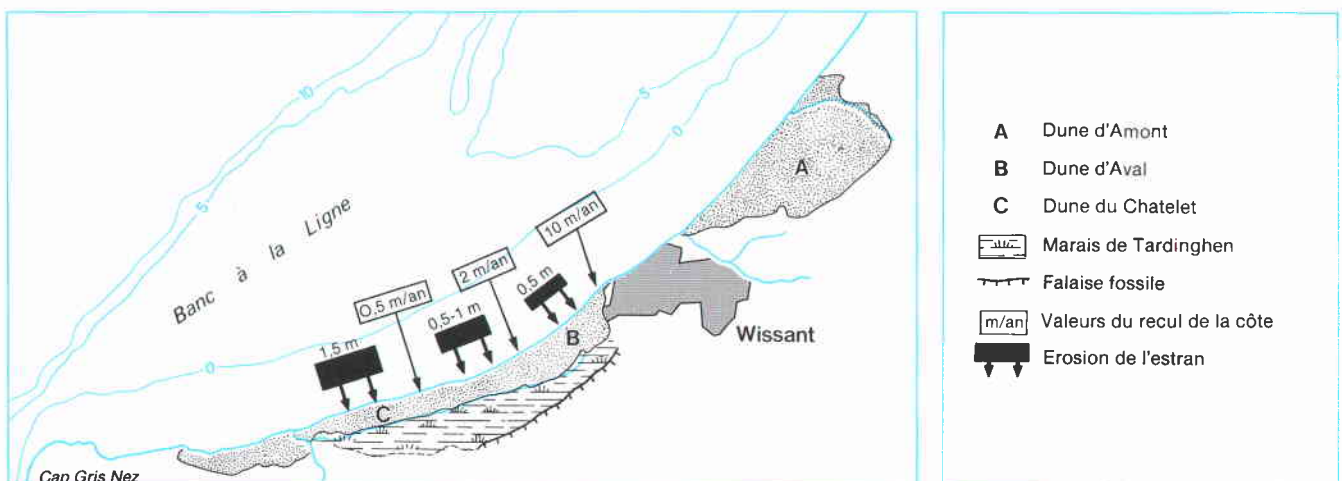 10
5
5
0
Banc à la Ligne
10 m/an
2 m/an
0,5 m
O,5 m/an
0,5-1 m
1,5 m
0
A
B
C
Wissant
Cap Gris Nez
A Dune d'Amont
B Dune d'Aval
C Dune du Chatelet
Marais de Tardinghen
Falaise fossile
m/an Valeurs du recul de la côte
Erosion de l'estran